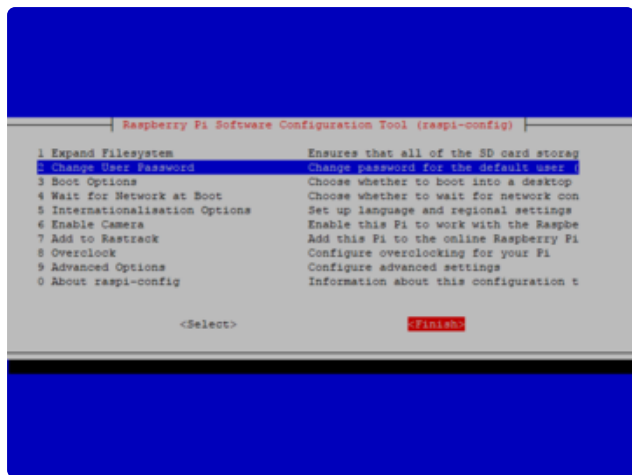 Raspberry Pi Software Configuration Tool (raspi-config)
1 Expand Filesystem Ensures that all of the SD card storag
2 Change User Password Change password for the default user (
3 Boot Options Choose whether to boot into a desktop
4 Wait for Network at Boot Choose whether to wait for network con
5 Internationalisation Options Set up language and regional settings
6 Enable Camera Enable this Pi to work with the Raspbe
7 Add to Rastrack Add this Pi to the online Raspberry Pi
8 Overclock Configure overclocking for your Pi
9 Advanced Options Configure advanced settings
0 About raspi-config Information about this configuration t
<Select> <Finish>